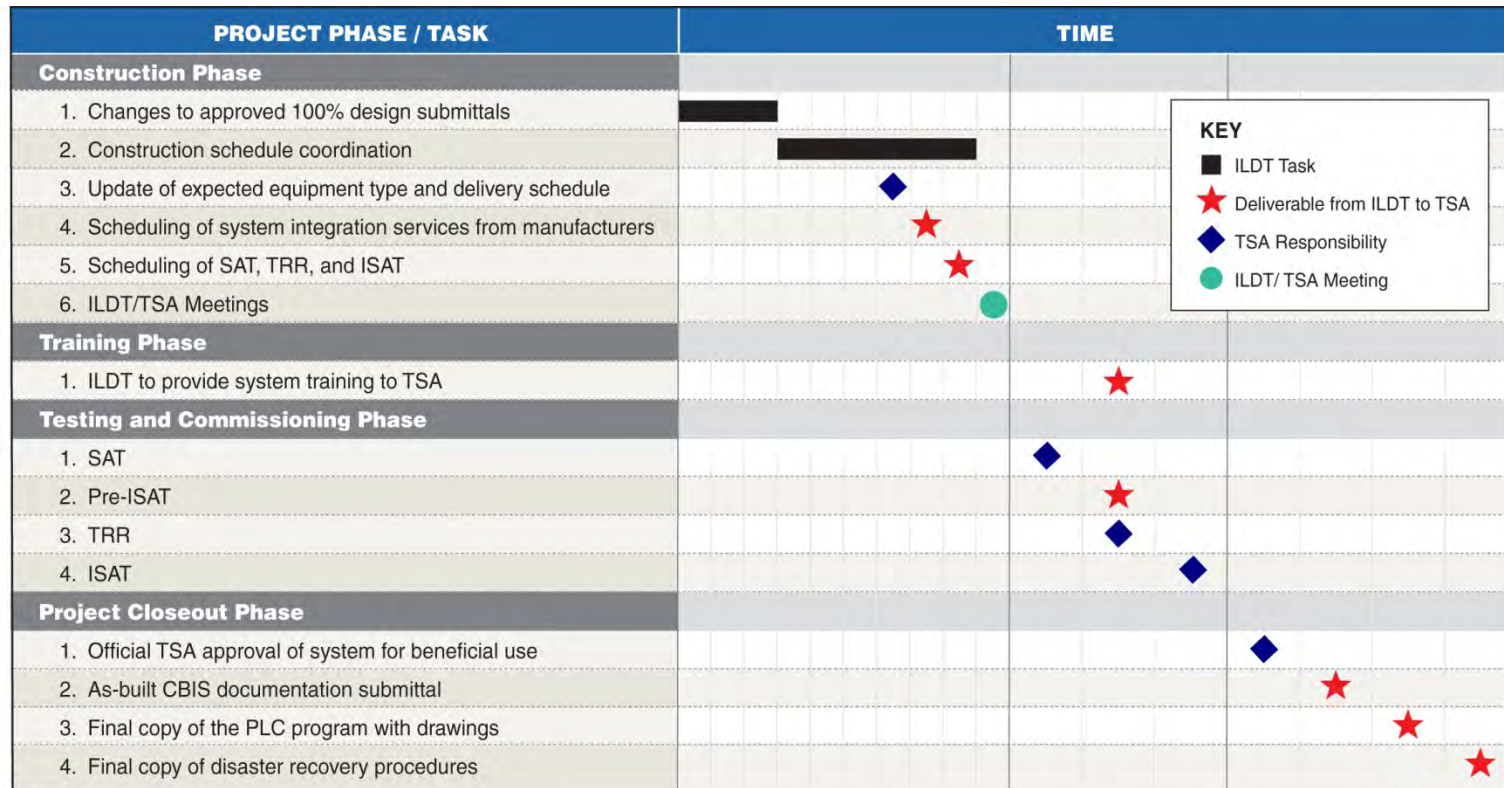 PROJECT PHASE / TASK
TIME
Construction Phase
1. Changes to approved 100% design submittals
2. Construction schedule coordination
3. Update of expected equipment type and delivery schedule
4. Scheduling of system integration services from manufacturers
5. Scheduling of SAT, TRR, and ISAT
6. ILDT/TSA Meetings
KEY
ILDT Task
Deliverable from ILDT to TSA
TSA Responsibility
ILDT/ TSA Meeting
Training Phase
1. ILDT to provide system training to TSA
Testing and Commissioning Phase
1. SAT
2. Pre-ISAT
3. TRR
4. ISAT
Project Closeout Phase
1. Official TSA approval of system for beneficial use
2. As-built CBIS documentation submittal
3. Final copy of the PLC program with drawings
4. Final copy of disaster recovery procedures